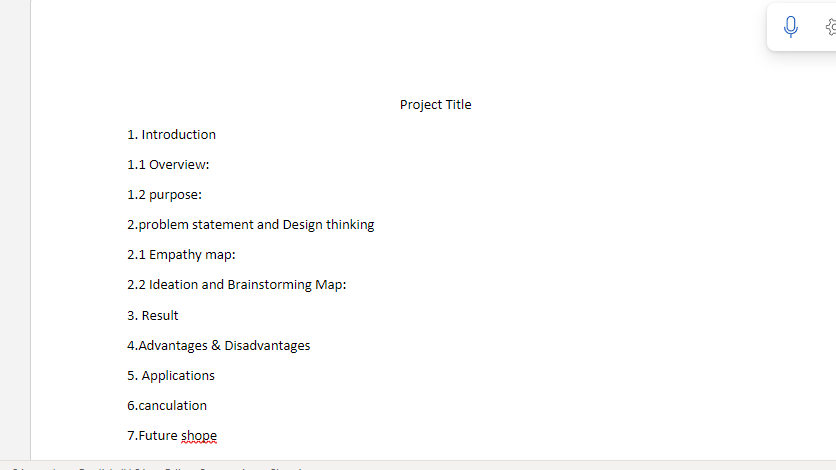 Project Title
1. Introduction
1.1 Overview:
1.2 purpose:
2.problem statement and Design thinking
2.1 Empathy map:
2.2 Ideation and Brainstorming Map:
3. Result
4.Advantages & Disadvantages
5. Applications
6.canculation
7.Future shope